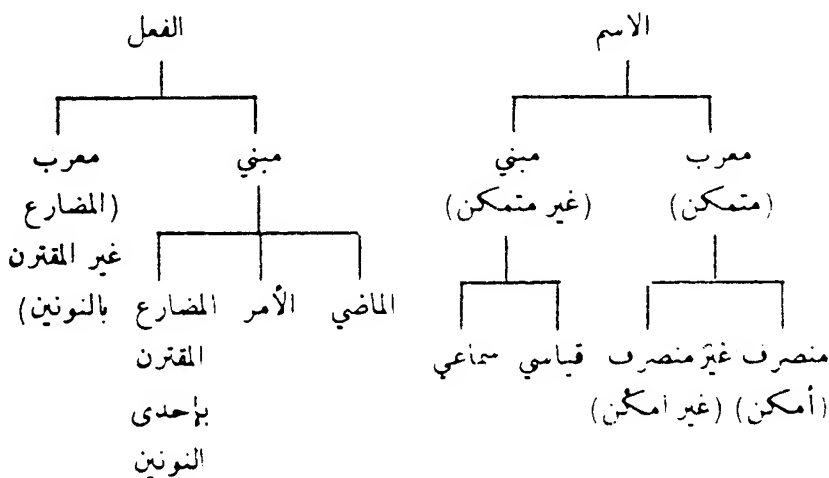 الاسم
معرب
(متمكن)
مبني
(غير متمكن)
منصرف
(أمكن)
غير منصرف
(غير امكن)
قياسي
سماعي
الفعل
مبني
معرب
(المضارع
غير المقترن
بالنونين)
الماضي
الأمر
المضارع
المقترن
بإحدى
النونين